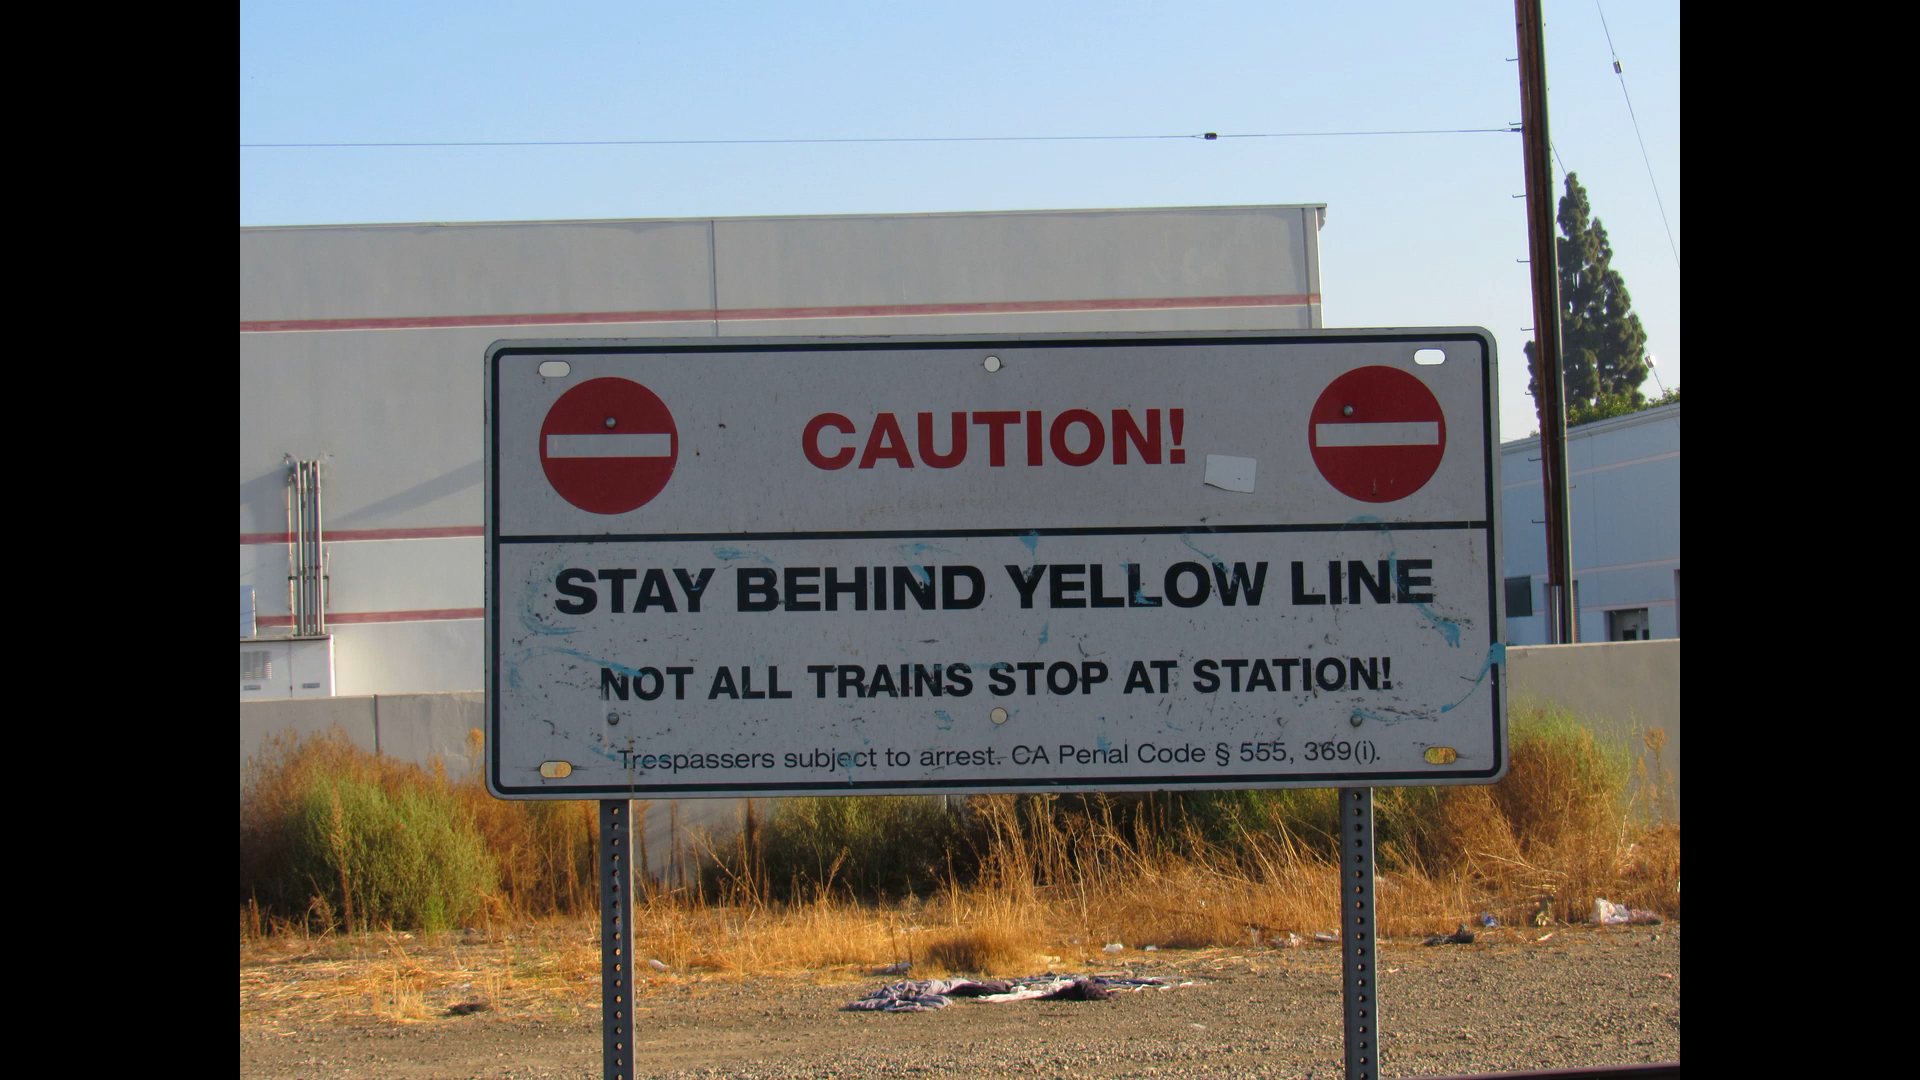 CAUTION!
STAY BEHIND YELLOW LINE
NOT ALL TRAINS STOP AT STATION!
Trespassers subject to arrest. CA Penal Code § 555, 369(i).